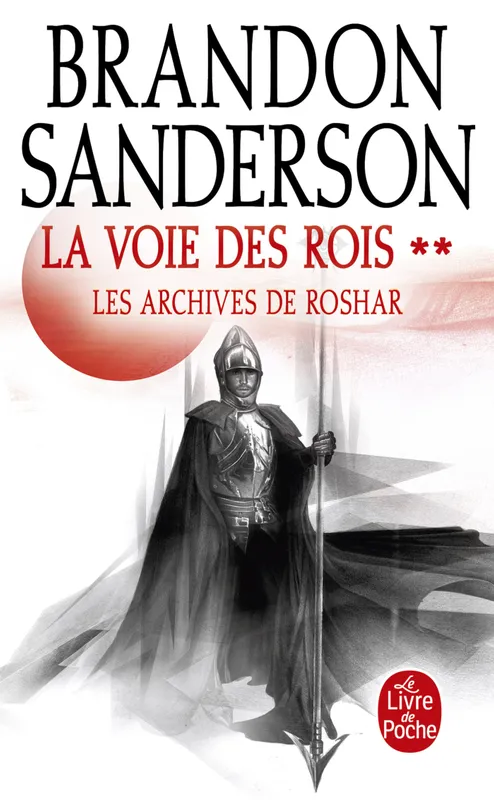 BRANDON
SANDERSON
LA VOIE DES ROIS **
LES ARCHIVES DE ROSHAR
Le
Livre
de
Poche